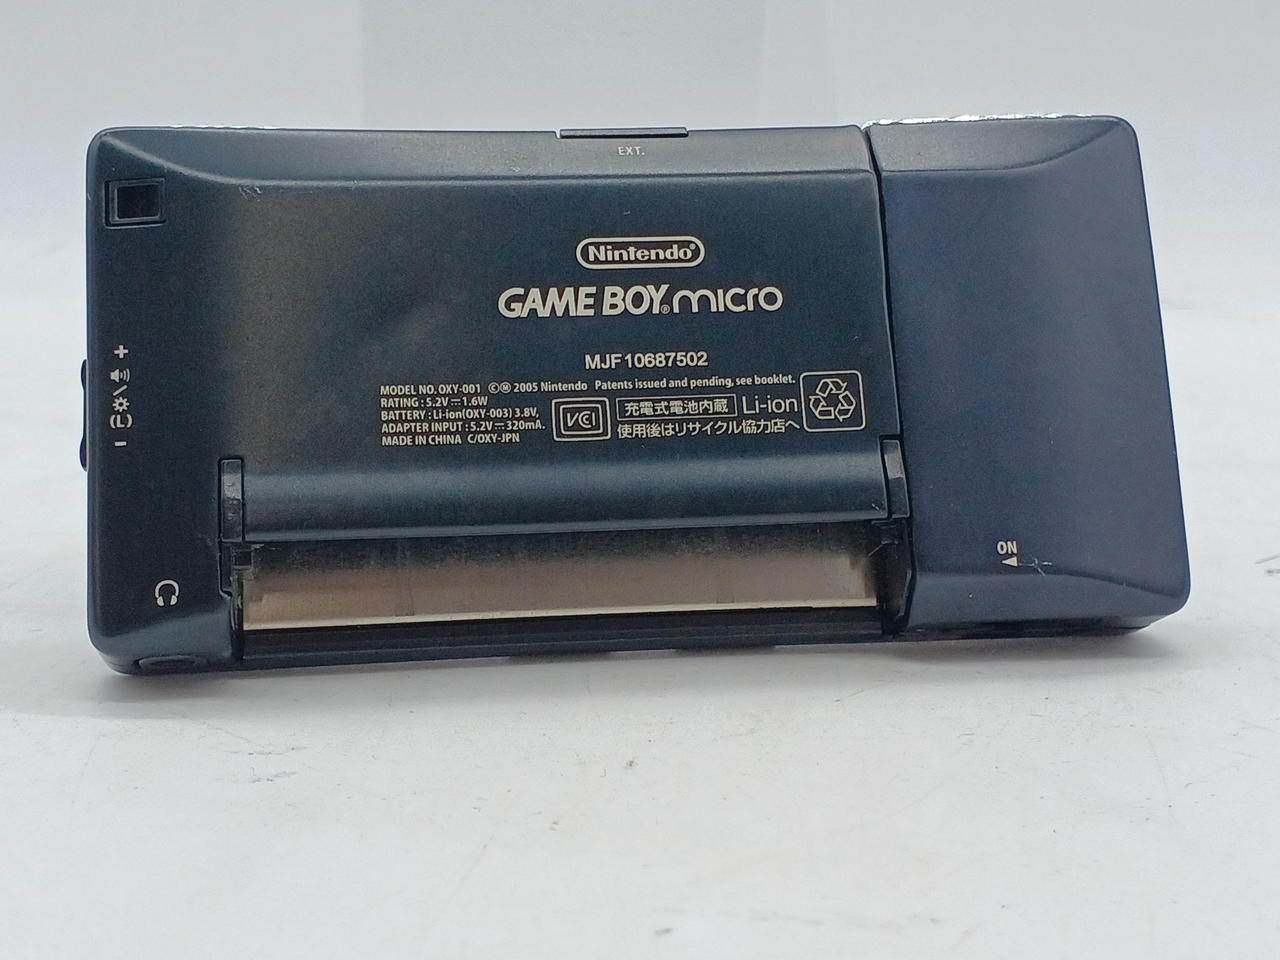 EXT.
Nintendo®
GAME BOY® micro
MJF10687502
MODEL NO. OXY-001 ©Ⓜ 2005 Nintendo Patents issued and pending, see booklet.
RATING : 5.2V⎓1.6W
BATTERY : Li-ion(OXY-003) 3.8V,
ADAPTER INPUT : 5.2V⎓320mA.
MADE IN CHINA C/OXY-JPN
VCI
充電式電池内蔵 Li-ion
使用後はリサイクル協力店へ
+
/
(L)
-
ON